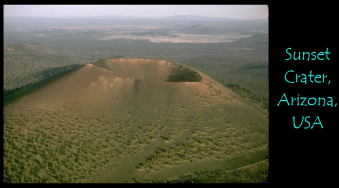 Sunset
Crater,
Arizona,
USA